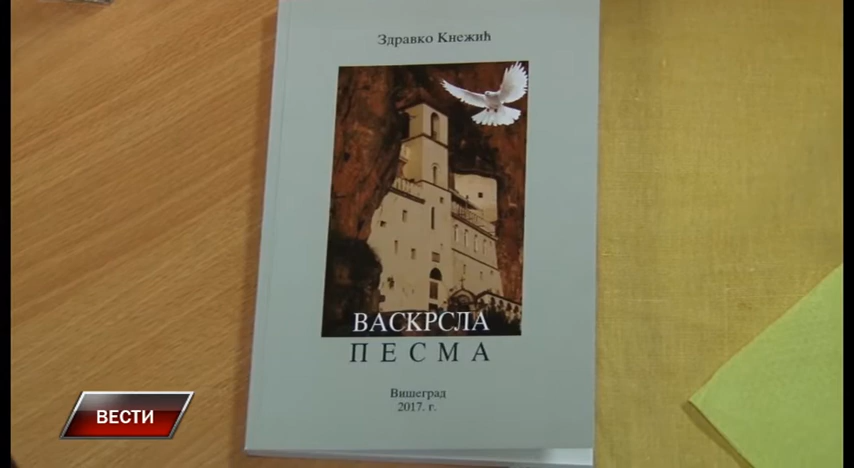 Здравко Кнежић
ВАСКРСЛА
ПЕСМА
Вишеград
2017. г.
ВЕСТИ